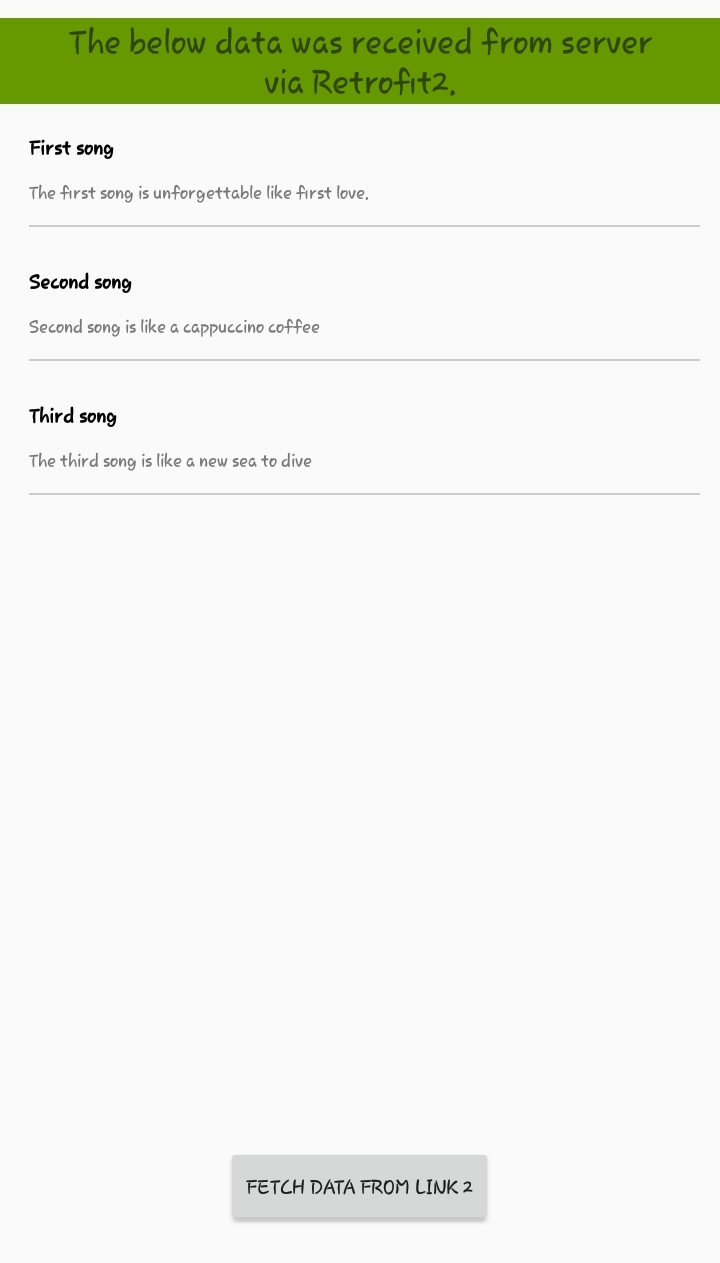 The below data was received from server
via Retrofit2.
First song
The first song is unforgettable like first love.
Second song
Second song is like a cappuccino coffee
Third song
The third song is like a new sea to dive
FETCH DATA FROM LINK 2